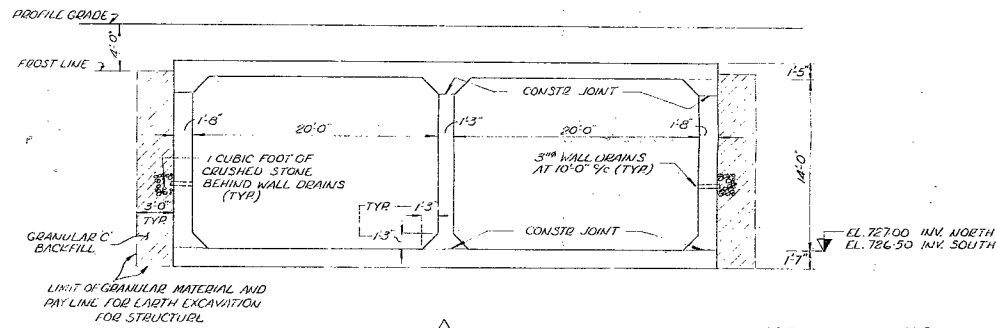 PROFILE GRADE
4'-0"
FROST LINE
1'-5"
CONSTR JOINT
1'-8"
1'-3"
1'-8"
20'-0"
20'-0"
1 CUBIC FOOT OF
CRUSHED STONE
BEHIND WALL DRAINS
(TYP.)
3"ø WALL DRAINS
AT 10'-0" c/c (TYP.)
14'-0"
3'-0"
TYP.
TYP. 1'-3"
1'-3"
GRANULAR 'C'
BACKFILL
CONSTR JOINT
EL. 727.00 INV. NORTH
EL. 726.50 INV. SOUTH
1'-7"
LIMIT OF GRANULAR MATERIAL AND
PAY LINE FOR EARTH EXCAVATION
FOR STRUCTURE